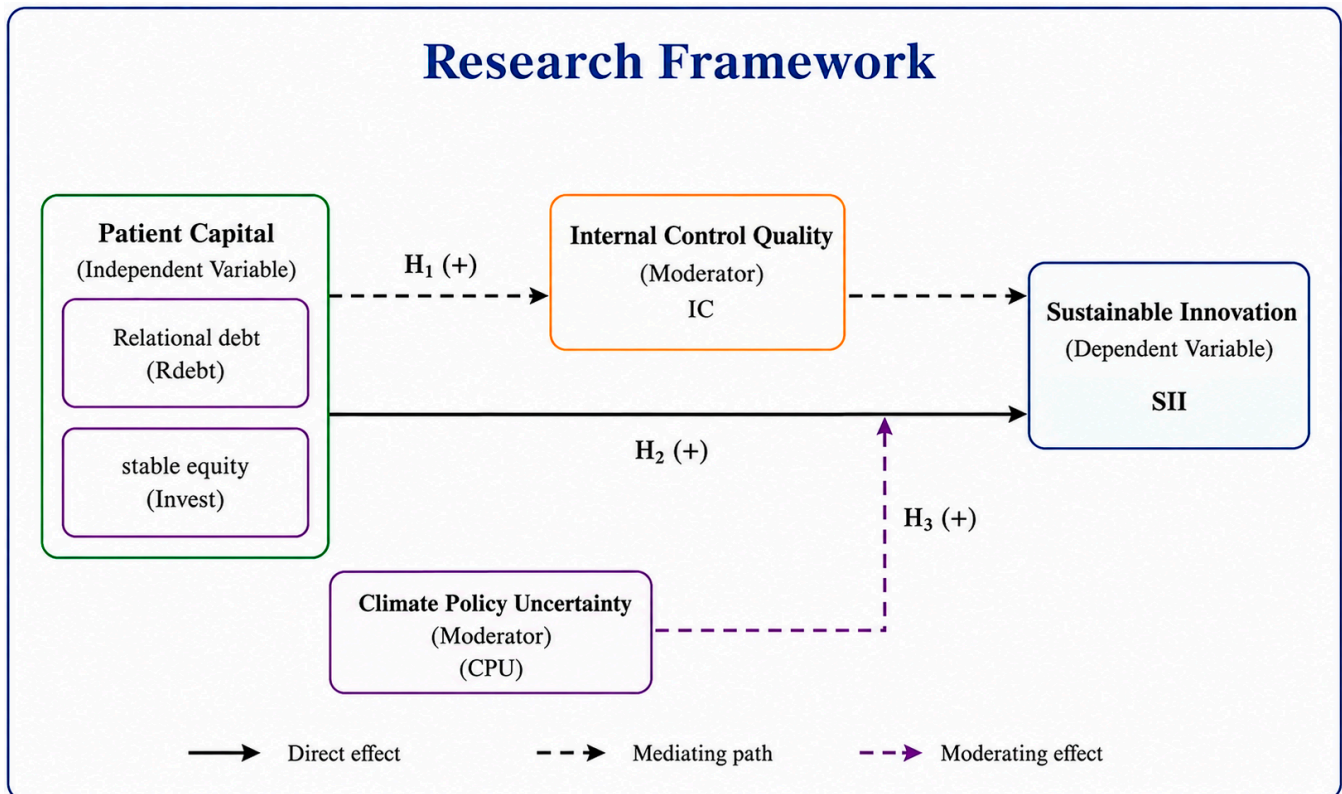 Research Framework
Patient Capital
(Independent Variable)
Relational debt
(Rdebt)
stable equity
(Invest)
H₁ (+)
Internal Control Quality
(Moderator)
IC
Sustainable Innovation
(Dependent Variable)
SII
H₂ (+)
H₃ (+)
Climate Policy Uncertainty
(Moderator)
(CPU)
Direct effect
Mediating path
Moderating effect